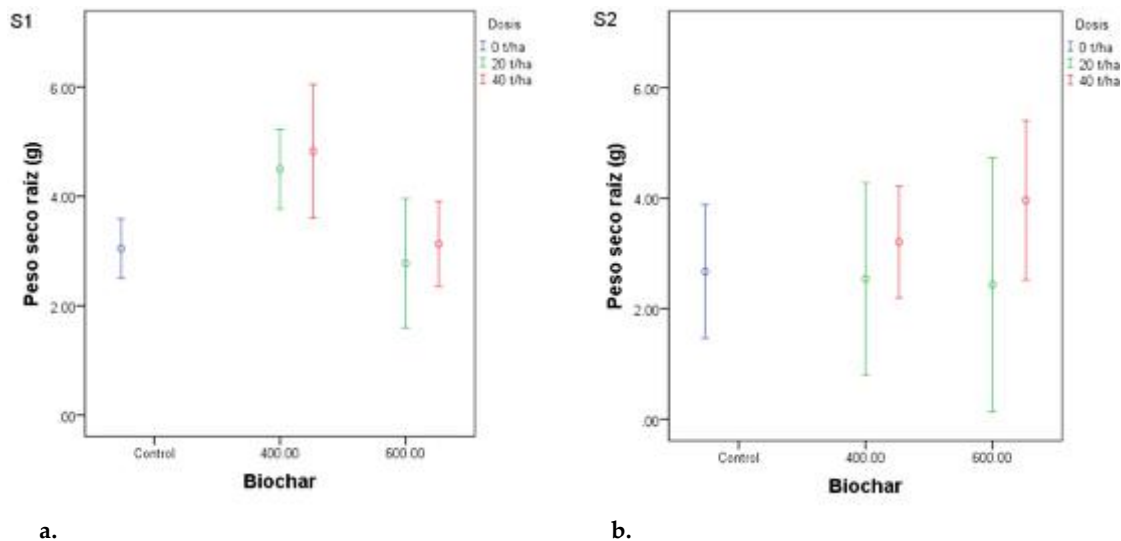 S1
Dosis
0 t/ha
20 t/ha
40 t/ha
Peso seco raiz (g)
6.00
4.00
2.00
.00
Control
400.00
600.00
Biochar
a.
S2
Dosis
0 t/ha
20 t/ha
40 t/ha
Peso seco raiz (g)
6.00
4.00
2.00
.00
Control
400.00
600.00
Biochar
b.